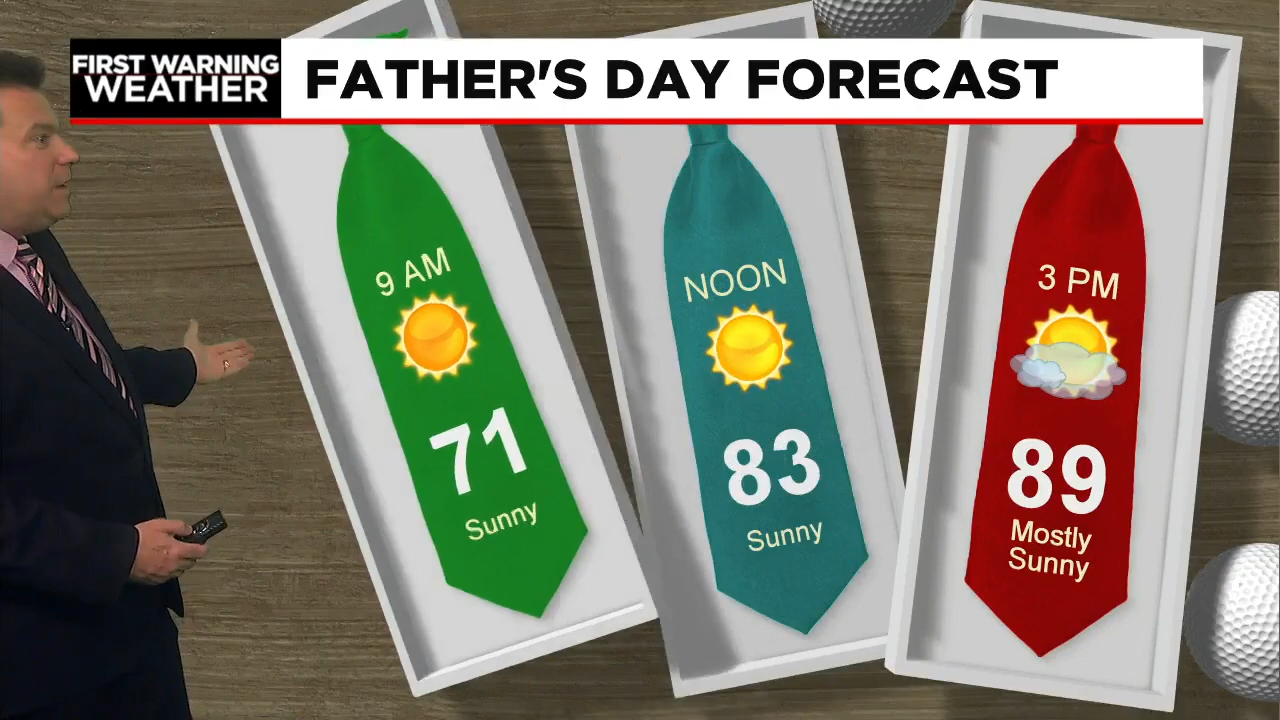 FIRST WARNING
WEATHER
FATHER'S DAY FORECAST
9 AM
71
Sunny
NOON
83
Sunny
3 PM
89
Mostly
Sunny